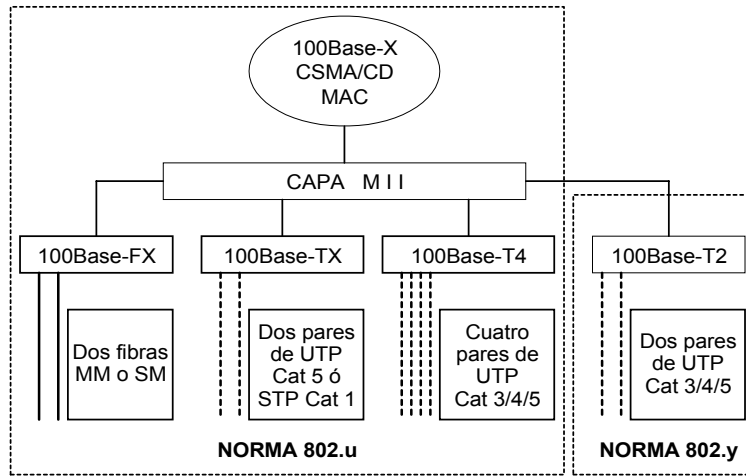 100Base-X
CSMA/CD
MAC
CAPA M I I
100Base-FX
100Base-TX
100Base-T4
100Base-T2
Dos fibras
MM o SM
Dos pares
de UTP
Cat 5 ó
STP Cat 1
Cuatro
pares de
UTP
Cat 3/4/5
Dos pares
de UTP
Cat 3/4/5
NORMA 802.u
NORMA 802.y